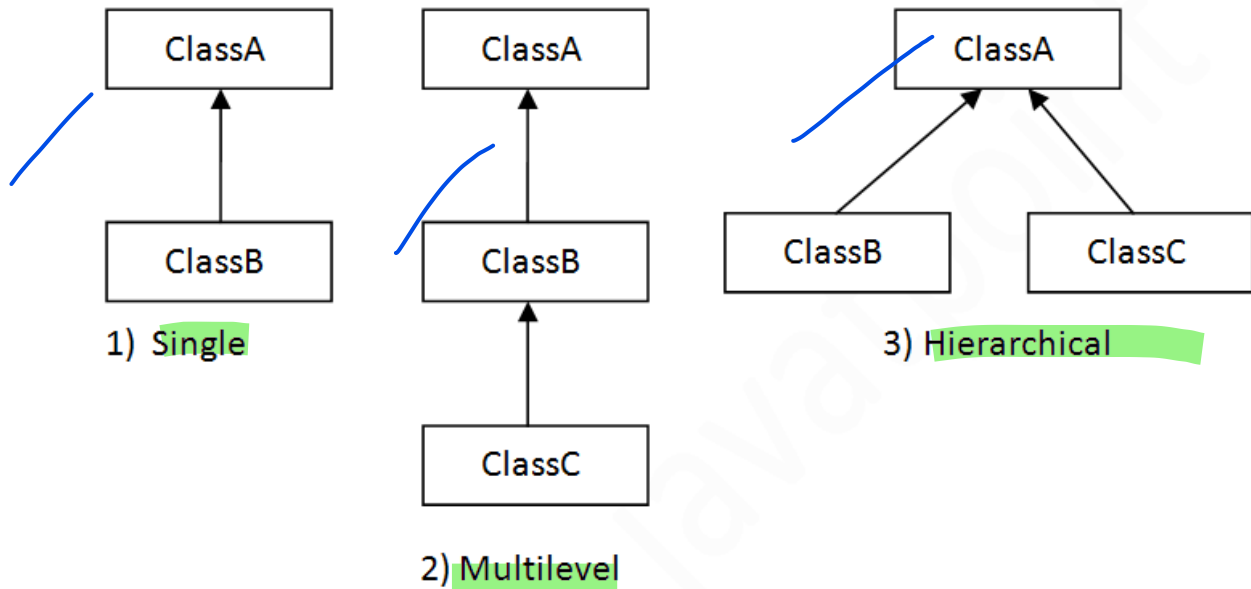 ClassA
ClassB
1) Single
ClassA
ClassB
ClassC
2) Multilevel
ClassA
ClassB
ClassC
3) Hierarchical